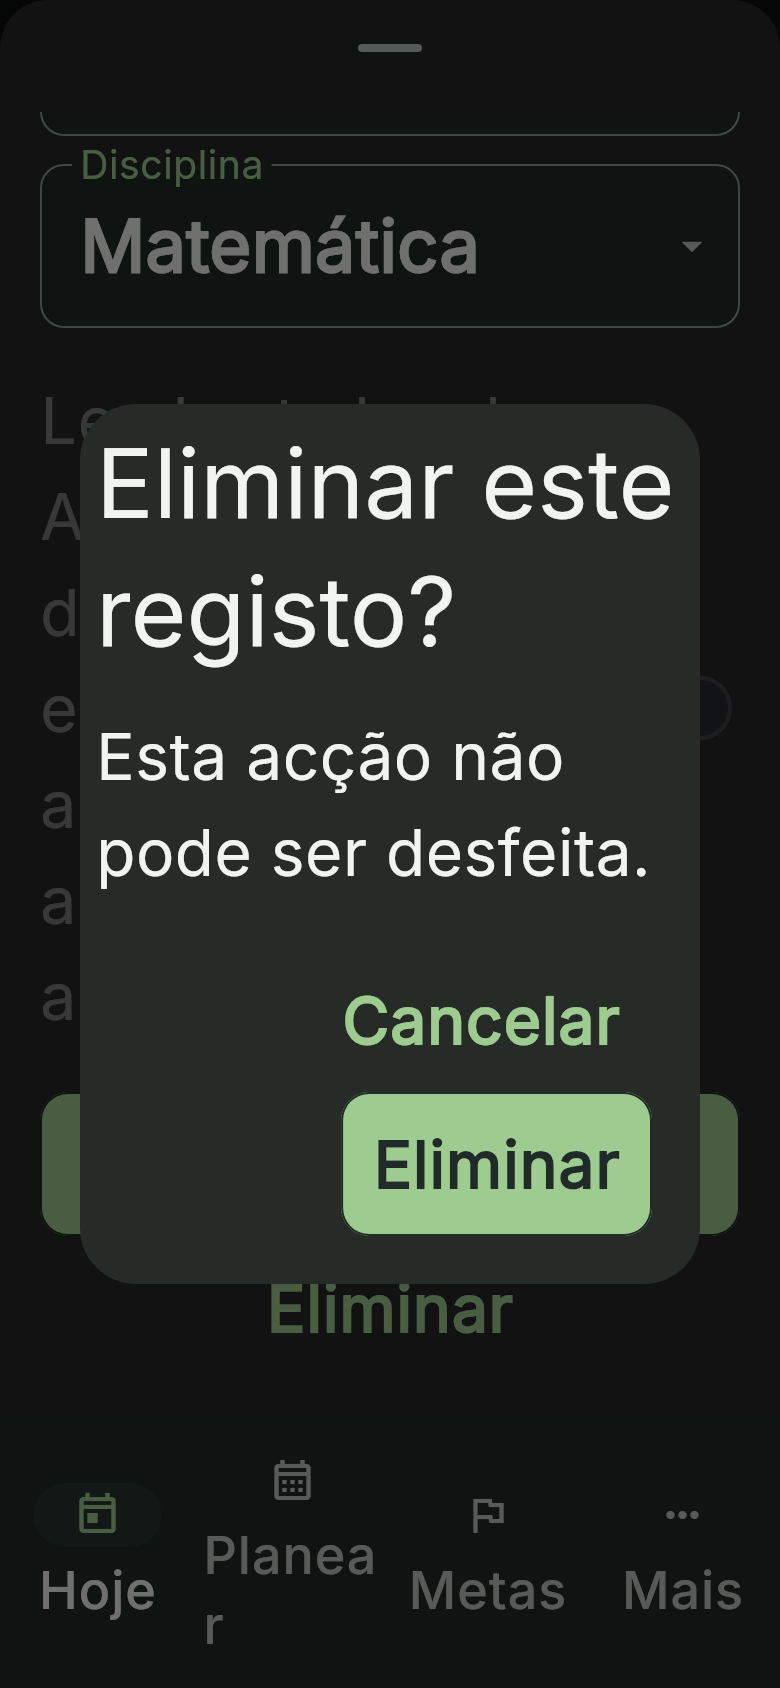 Disciplina
Matemática
Eliminar este
registo?
Esta acção não
pode ser desfeita.
Cancelar
Eliminar
Eliminar
Hoje
Planea
r
Metas
Mais